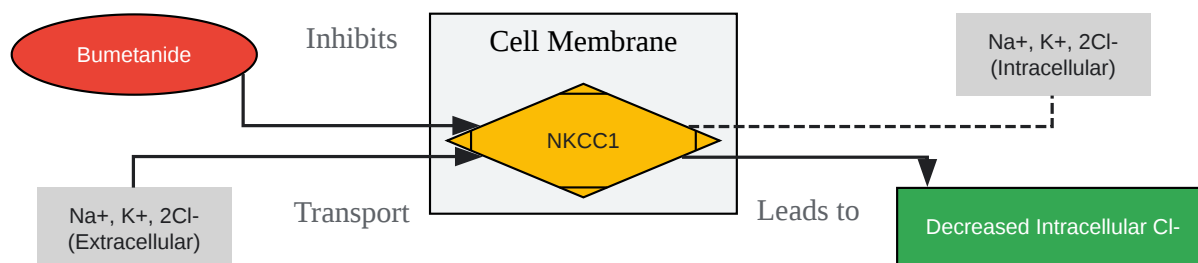 Inhibits
Cell Membrane
Bumetanide
Na+, K+, 2Cl-
(Intracellular)
NKCC1
Na+, K+, 2Cl-
(Extracellular)
Transport
Leads to
Decreased Intracellular Cl-